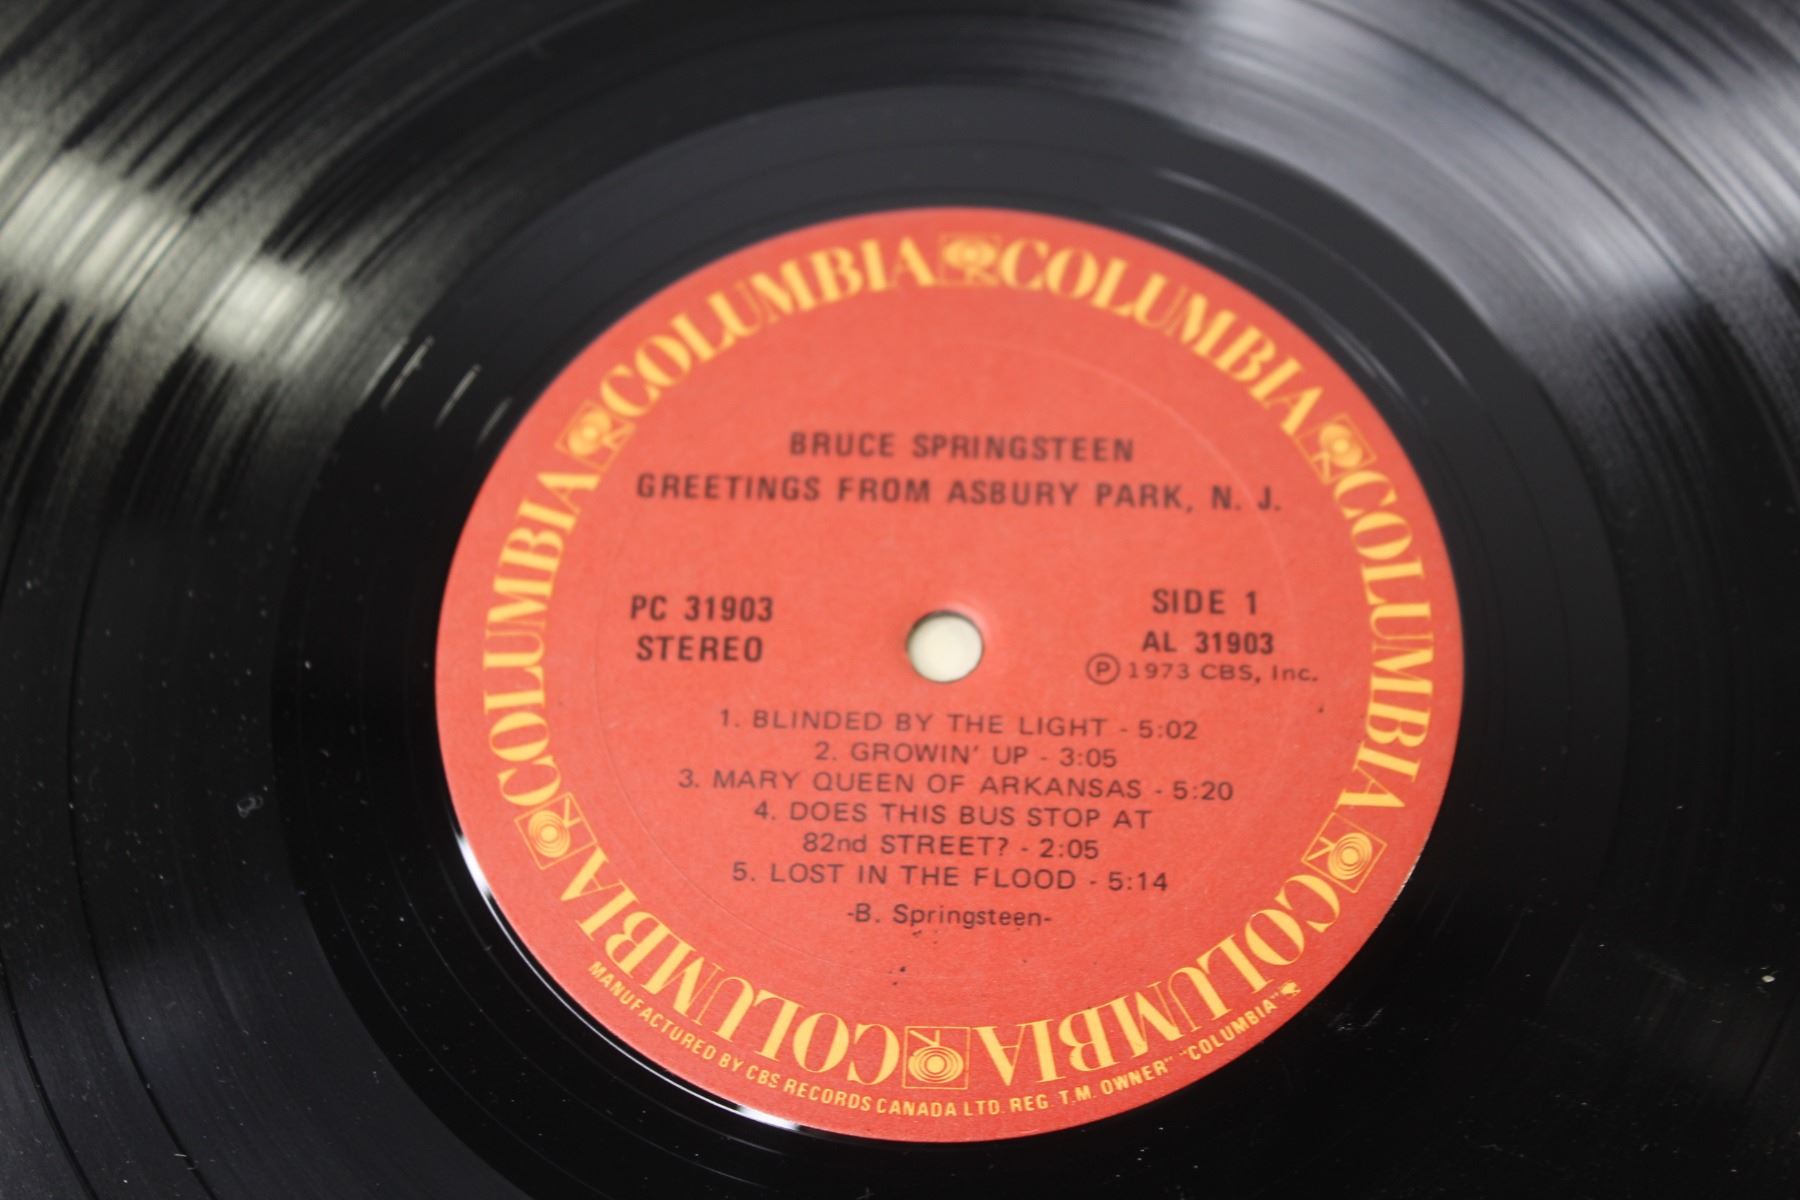 COLUMBIA COLUMBIA COLUMBIA COLUMBIA COLUMBIA COLUMBIA
BRUCE SPRINGSTEEN
GREETINGS FROM ASBURY PARK, N. J.
PC 31903
STEREO
SIDE 1
AL 31903
Ⓟ 1973 CBS, Inc.
1. BLINDED BY THE LIGHT - 5:02
2. GROWIN' UP - 3:05
3. MARY QUEEN OF ARKANSAS - 5:20
4. DOES THIS BUS STOP AT
82nd STREET? - 2:05
5. LOST IN THE FLOOD - 5:14
-B. Springsteen-
MANUFACTURED BY CBS RECORDS CANADA LTD. REG. T.M. OWNER" "COLUMBIA"